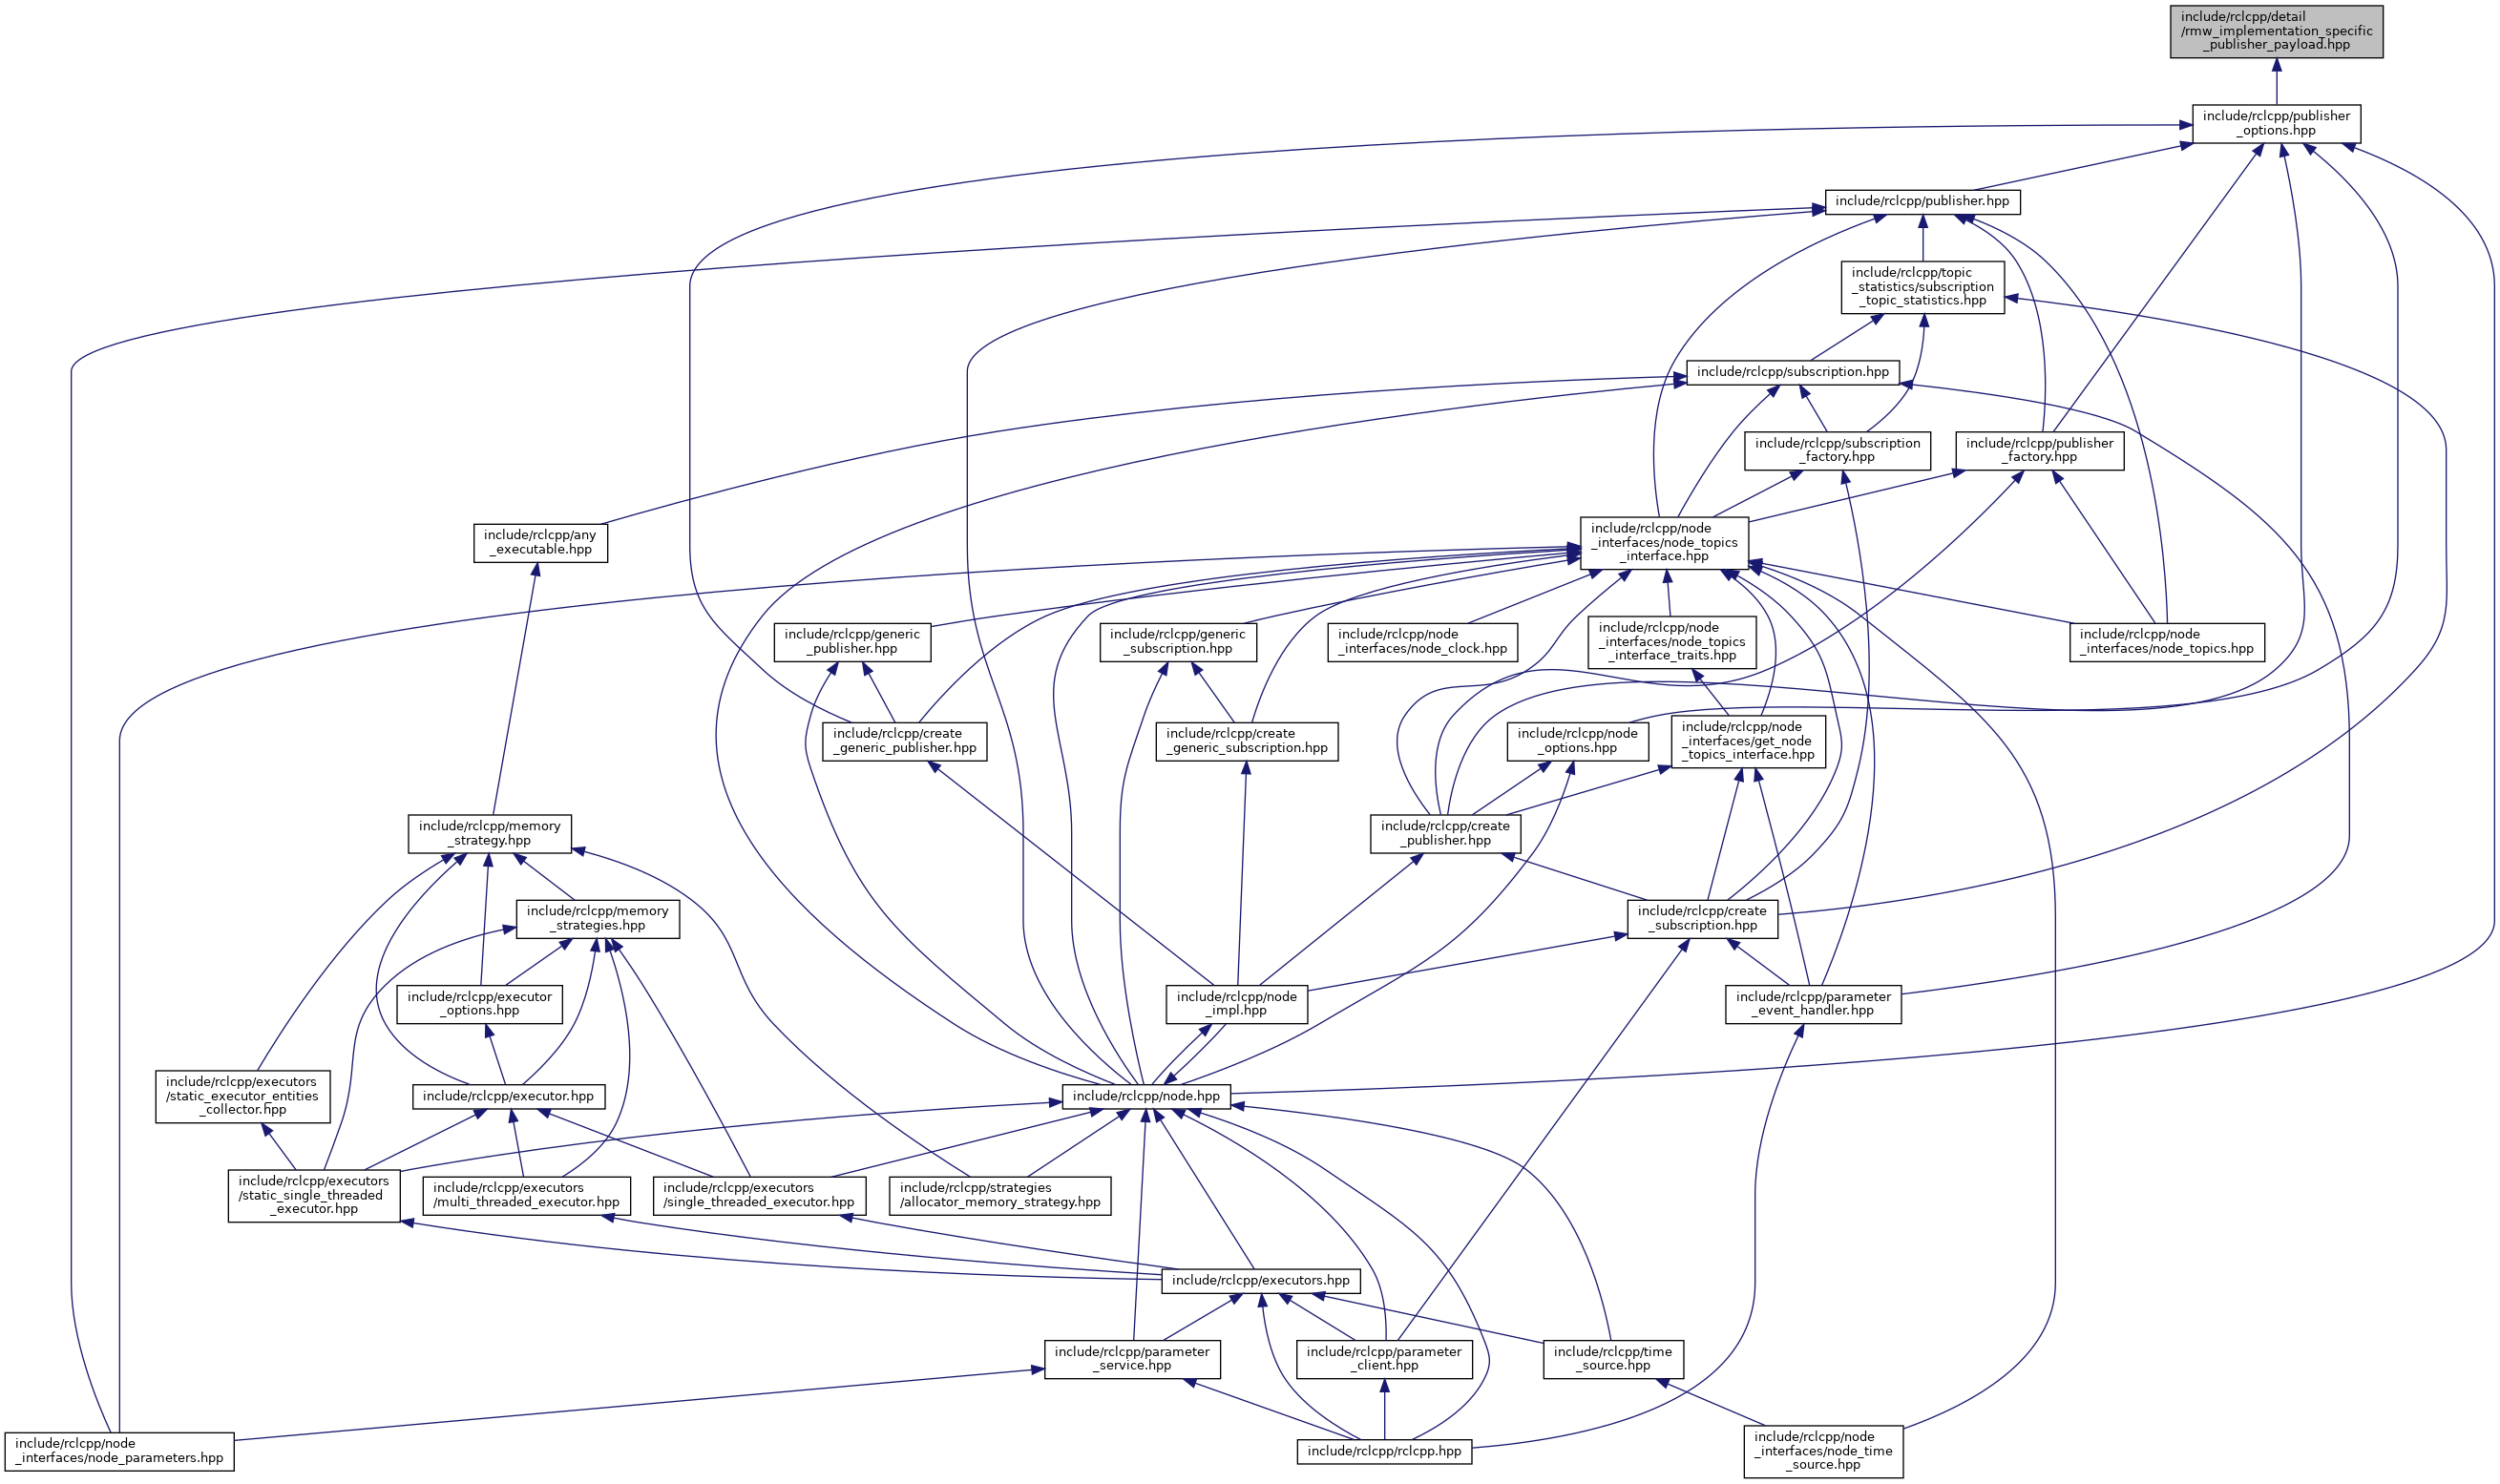 include/rclcpp/detail
/rmw_implementation_specific
_publisher_payload.hpp
include/rclcpp/publisher
_options.hpp
include/rclcpp/publisher.hpp
include/rclcpp/topic
_statistics/subscription
_topic_statistics.hpp
include/rclcpp/subscription.hpp
include/rclcpp/subscription
_factory.hpp
include/rclcpp/publisher
_factory.hpp
include/rclcpp/any
_executable.hpp
include/rclcpp/node
_interfaces/node_topics
_interface.hpp
include/rclcpp/generic
_publisher.hpp
include/rclcpp/generic
_subscription.hpp
include/rclcpp/node
_interfaces/node_clock.hpp
include/rclcpp/node
_interfaces/node_topics
_interface_traits.hpp
include/rclcpp/node
_interfaces/node_topics.hpp
include/rclcpp/create
_generic_publisher.hpp
include/rclcpp/create
_generic_subscription.hpp
include/rclcpp/node
_options.hpp
include/rclcpp/node
_interfaces/get_node
_topics_interface.hpp
include/rclcpp/memory
_strategy.hpp
include/rclcpp/create
_publisher.hpp
include/rclcpp/memory
_strategies.hpp
include/rclcpp/create
_subscription.hpp
include/rclcpp/executor
_options.hpp
include/rclcpp/node
_impl.hpp
include/rclcpp/parameter
_event_handler.hpp
include/rclcpp/executors
/static_executor_entities
_collector.hpp
include/rclcpp/executor.hpp
include/rclcpp/node.hpp
include/rclcpp/executors
/static_single_threaded
_executor.hpp
include/rclcpp/executors
/multi_threaded_executor.hpp
include/rclcpp/executors
/single_threaded_executor.hpp
include/rclcpp/strategies
/allocator_memory_strategy.hpp
include/rclcpp/executors.hpp
include/rclcpp/parameter
_service.hpp
include/rclcpp/parameter
_client.hpp
include/rclcpp/time
_source.hpp
include/rclcpp/node
_interfaces/node_parameters.hpp
include/rclcpp/rclcpp.hpp
include/rclcpp/node
_interfaces/node_time
_source.hpp